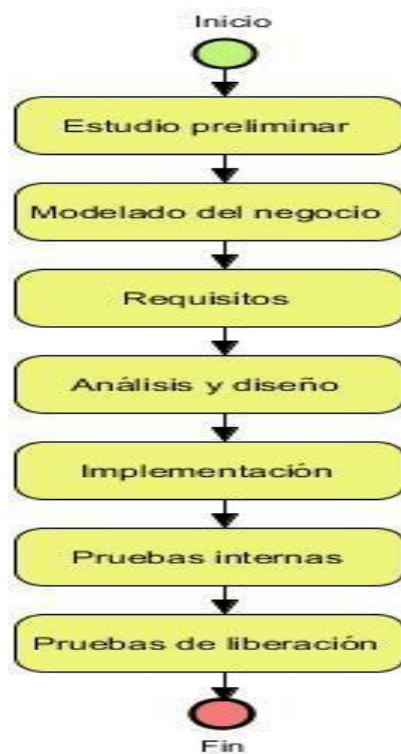 Inicio
Estudio preliminar
Modelado del negocio
Requisitos
Análisis y diseño
Implementación
Pruebas internas
Pruebas de liberación
Fin